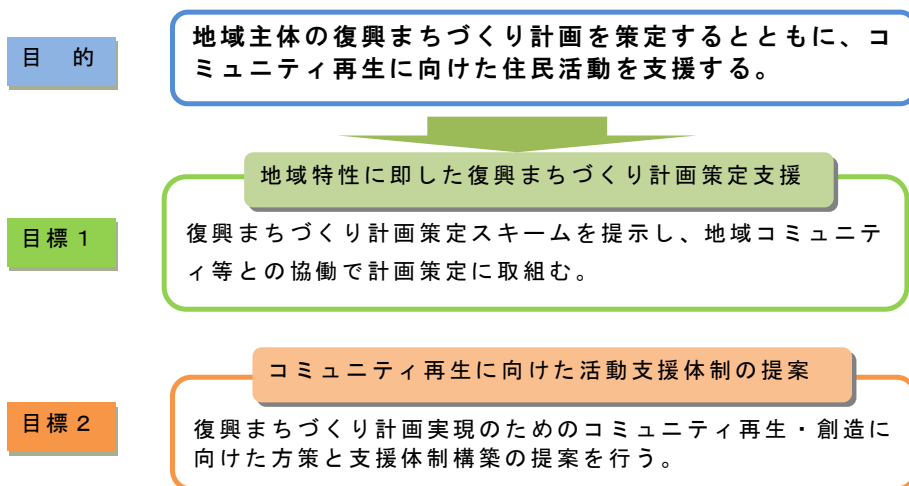 目 的
地域主体の復興まちづくり計画を策定するとともに、コ
ミュニティ再生に向けた住民活動を支援する。
地域特性に即した復興まちづくり計画策定支援
目標1
復興まちづくり計画策定スキームを提示し、地域コミュニテ
ィ等との協働で計画策定に取組む。
コミュニティ再生に向けた活動支援体制の提案
目標2
復興まちづくり計画実現のためのコミュニティ再生・創造に
向けた方策と支援体制構築の提案を行う。